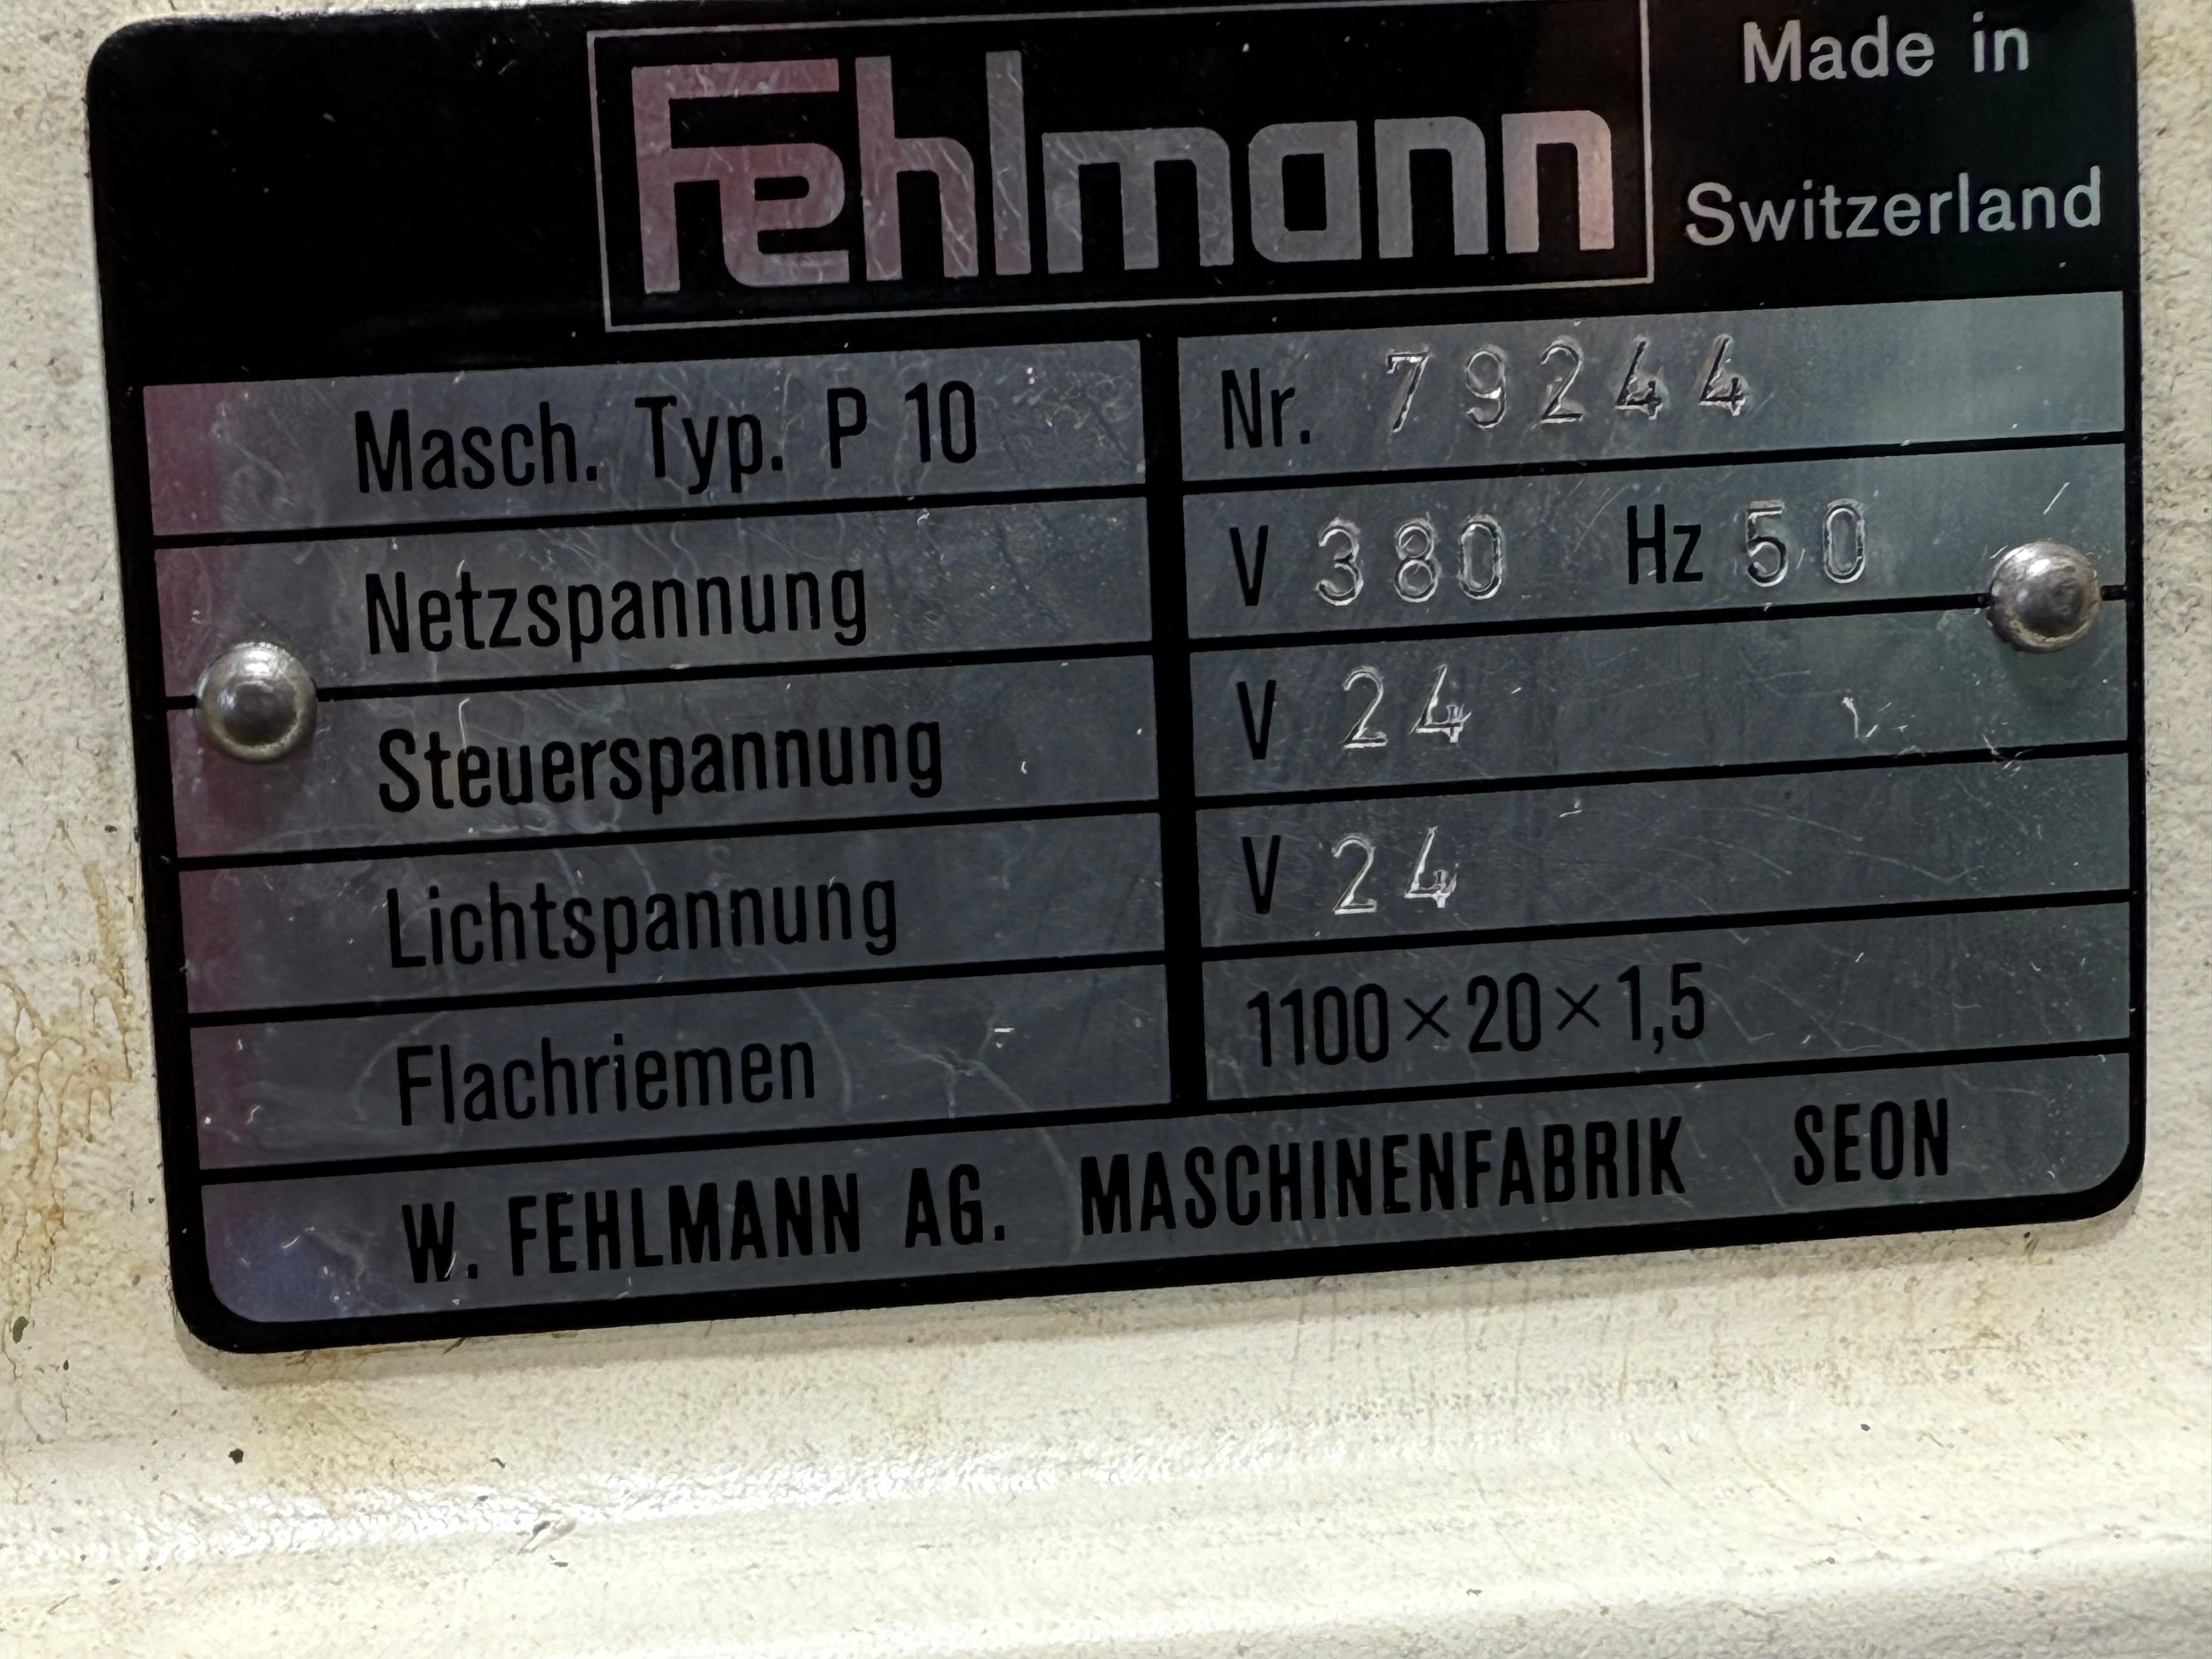 Fehlmann
Made in
Switzerland
Masch. Typ. P 10 Nr. 79244
Netzspannung V 380 Hz 50
Steuerspannung V 24
Lichtspannung V 24
Flachriemen 1100×20×1,5
W. FEHLMANN AG. MASCHINENFABRIK SEON